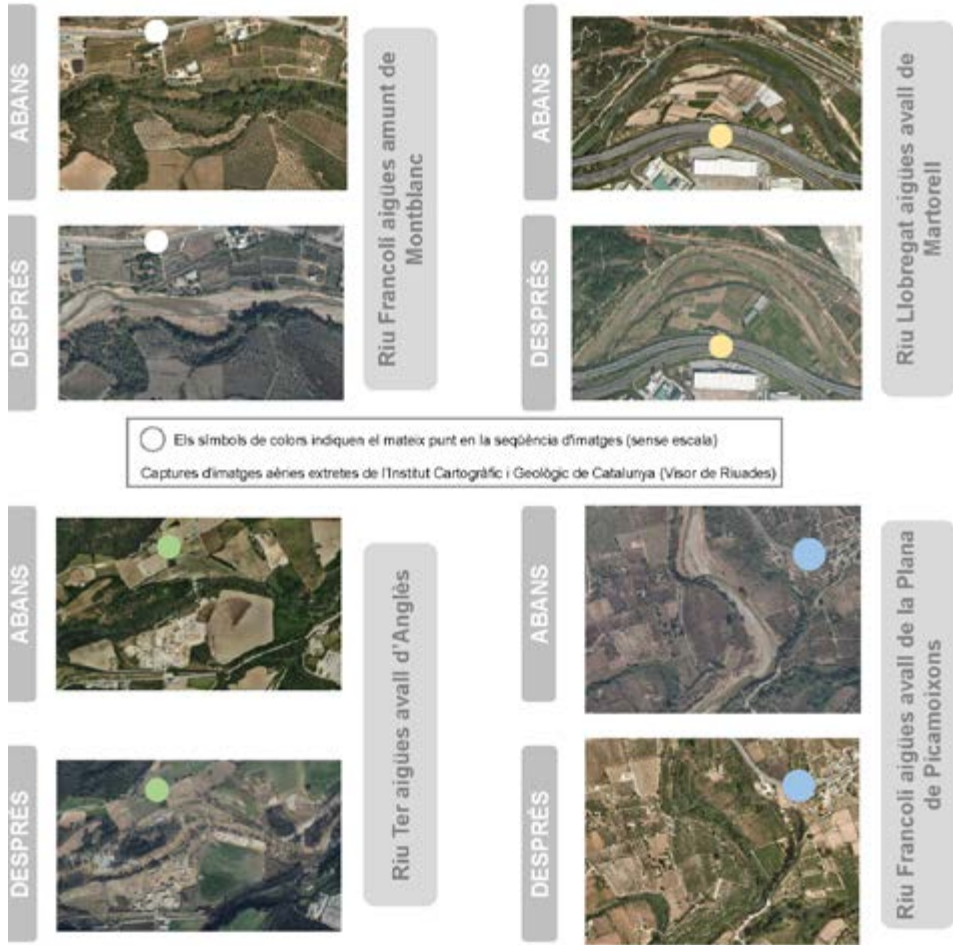 ABANS
Riu Francolí aigües amunt de
Montblanc
DESPRÉS
ABANS
Riu Llobregat aigües avall de
Martorell
DESPRÉS
Els símbols de colors indiquen el mateix punt en la seqüència d'imatges (sense escala)
Captures d'imatges aèries extretes de l'Institut Cartogràfic i Geològic de Catalunya (Visor de Riuades)
ABANS
Riu Ter aigües avall d'Anglès
DESPRÉS
ABANS
Riu Francolí aigües avall de la Plana
de Picamoixons
DESPRÉS